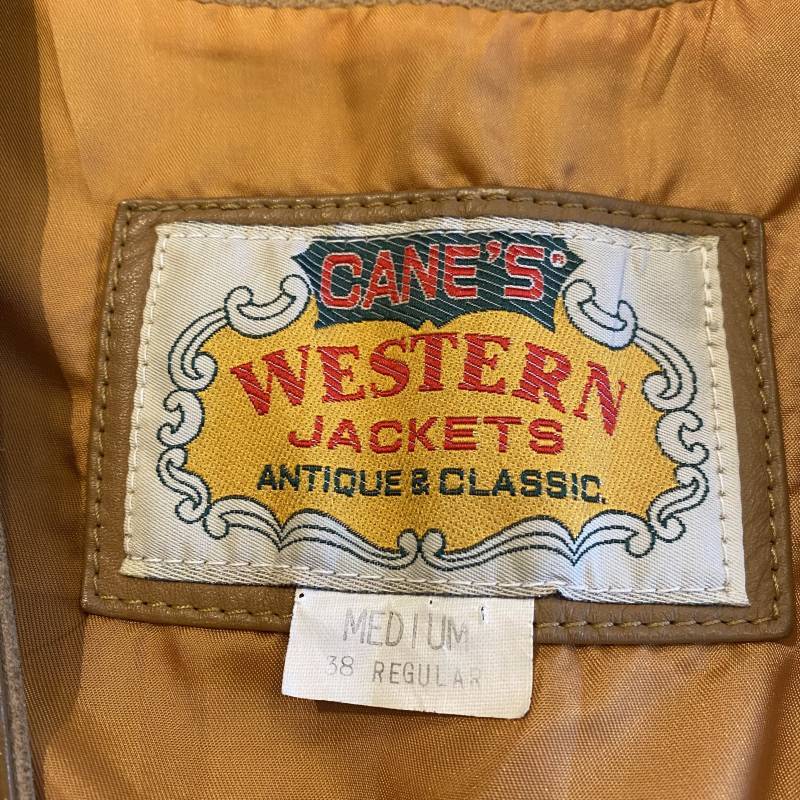 CANE'S®
WESTERN
JACKETS
ANTIQUE & CLASSIC.
MEDIUM
38 REGULAR